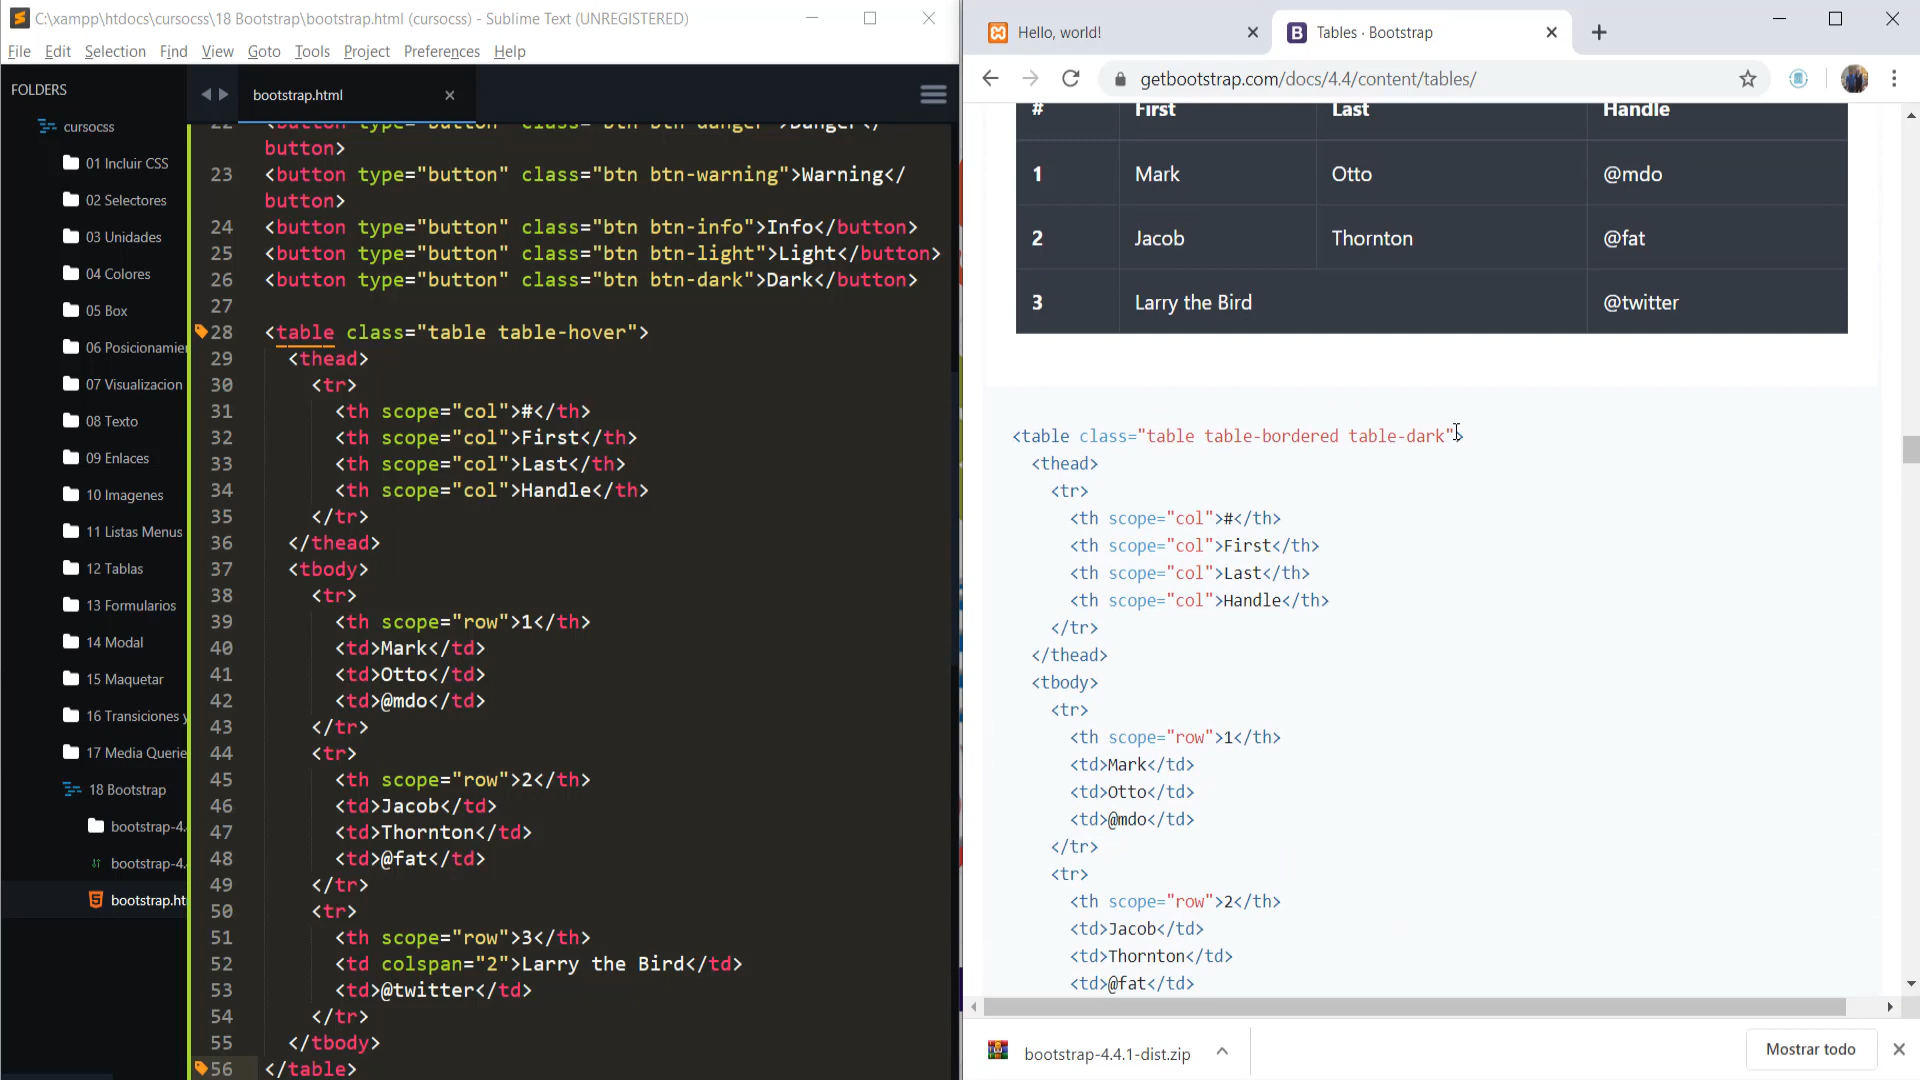 C:\xampp\htdocs\cursocss\18 Bootstrap\bootstrap.html (cursocss) - Sublime Text (UNREGISTERED)
File Edit Selection Find View Goto Tools Project Preferences Help
FOLDERS
cursocss
01 Incluir CSS
02 Selectores
03 Unidades
04 Colores
05 Box
06 Posicionamier
07 Visualizacion
08 Texto
09 Enlaces
10 Imagenes
11 Listas Menus
12 Tablas
13 Formularios
14 Modal
15 Maquetar
16 Transiciones y
17 Media Querie
18 Bootstrap
bootstrap-4.
bootstrap-4.
bootstrap.ht
bootstrap.html
22 <button type="button" class="btn btn-danger">Danger</
button>
23 <button type="button" class="btn btn-warning">Warning</
button>
24 <button type="button" class="btn btn-info">Info</button>
25 <button type="button" class="btn btn-light">Light</button>
26 <button type="button" class="btn btn-dark">Dark</button>
27
28 <table class="table table-hover">
29 <thead>
30 <tr>
31 <th scope="col">#</th>
32 <th scope="col">First</th>
33 <th scope="col">Last</th>
34 <th scope="col">Handle</th>
35 </tr>
36 </thead>
37 <tbody>
38 <tr>
39 <th scope="row">1</th>
40 <td>Mark</td>
41 <td>Otto</td>
42 <td>@mdo</td>
43 </tr>
44 <tr>
45 <th scope="row">2</th>
46 <td>Jacob</td>
47 <td>Thornton</td>
48 <td>@fat</td>
49 </tr>
50 <tr>
51 <th scope="row">3</th>
52 <td colspan="2">Larry the Bird</td>
53 <td>@twitter</td>
54 </tr>
55 </tbody>
56 </table>
Hello, world!
Tables · Bootstrap
getbootstrap.com/docs/4.4/content/tables/
# First Last Handle
1 Mark Otto @mdo
2 Jacob Thornton @fat
3 Larry the Bird @twitter
<table class="table table-bordered table-dark">
<thead>
<tr>
<th scope="col">#</th>
<th scope="col">First</th>
<th scope="col">Last</th>
<th scope="col">Handle</th>
</tr>
</thead>
<tbody>
<tr>
<th scope="row">1</th>
<td>Mark</td>
<td>Otto</td>
<td>@mdo</td>
</tr>
<tr>
<th scope="row">2</th>
<td>Jacob</td>
<td>Thornton</td>
<td>@fat</td>
bootstrap-4.4.1-dist.zip
Mostrar todo